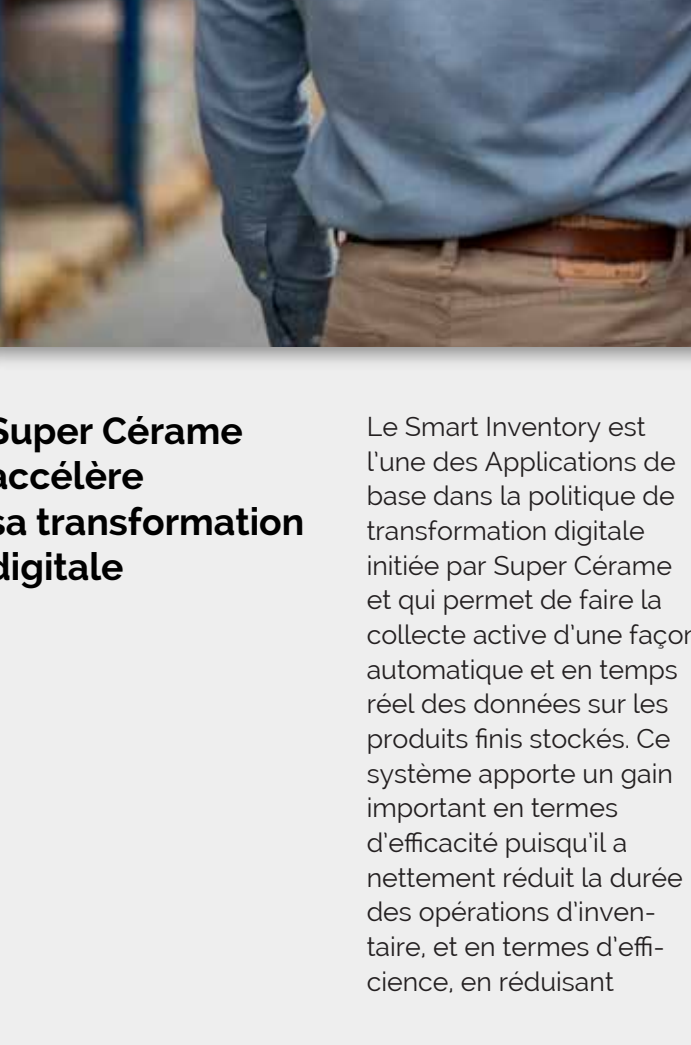 Super Cérame
accélère
sa transformation
digitale
Le Smart Inventory est
l'une des Applications de
base dans la politique de
transformation digitale
initiée par Super Cérame
et qui permet de faire la
collecte active d'une façon
automatique et en temps
réel des données sur les
produits finis stockés. Ce
système apporte un gain
important en termes
d'efficacité puisqu'il a
nettement réduit la durée
des opérations d'inven-
taire, et en termes d'effi-
cience, en réduisant